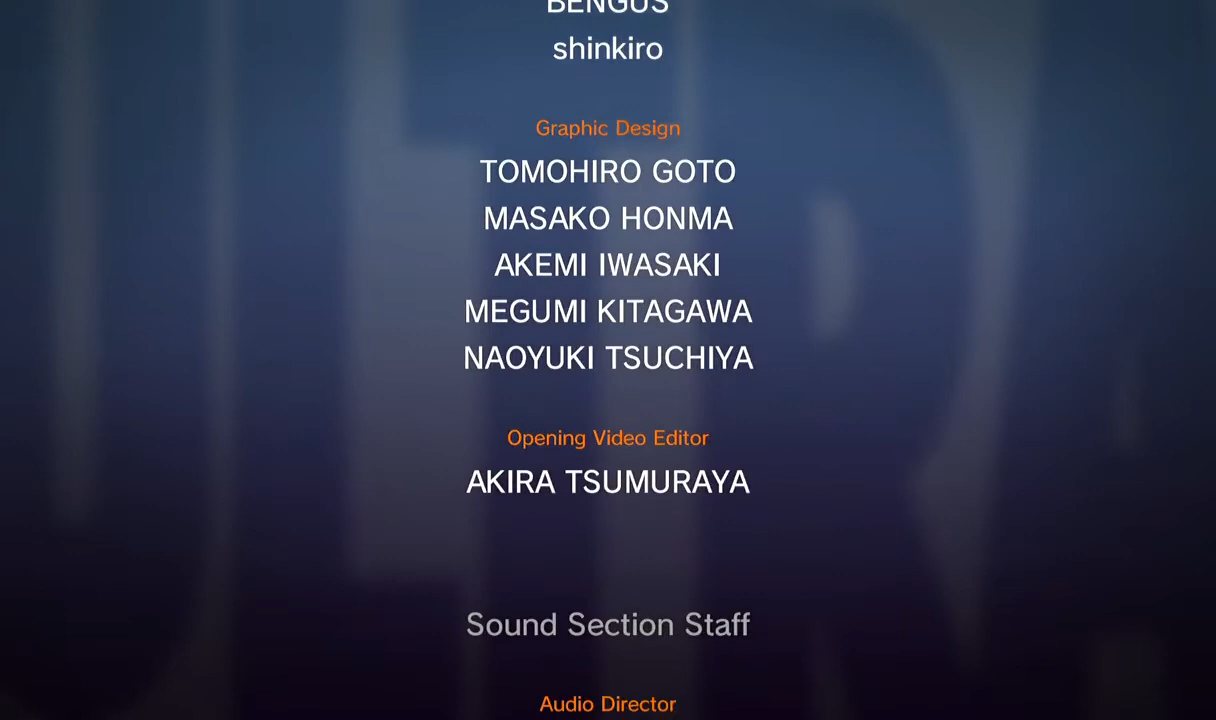 BENGUS
shinkiro
Graphic Design
TOMOHIRO GOTO
MASAKO HONMA
AKEMI IWASAKI
MEGUMI KITAGAWA
NAOYUKI TSUCHIYA
Opening Video Editor
AKIRA TSUMURAYA
Sound Section Staff
Audio Director